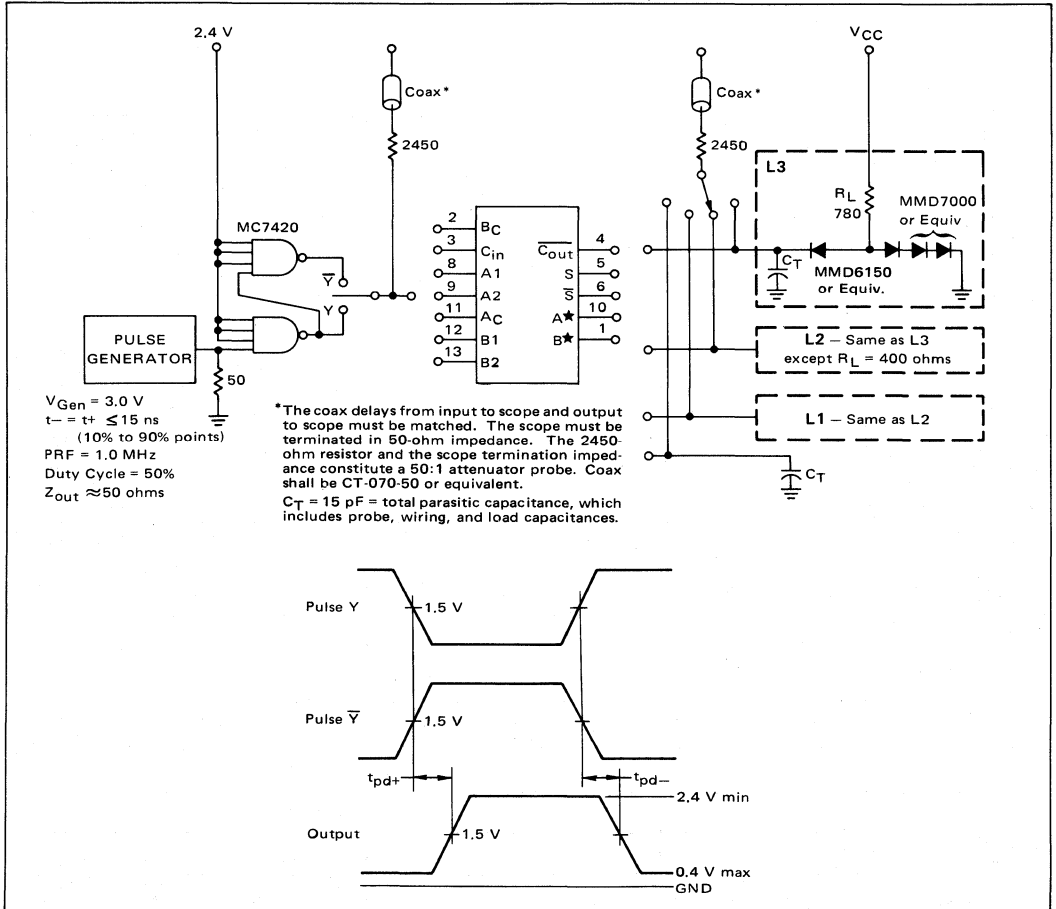 2.4 V
VCC
Coax*
Coax*
2450
2450
L3
RL
780
MMD7000
or Equiv
MC7420
2 BC
3 Cin
8 A1
9 A2
11 AC
12 B1
13 B2
C̅o̅u̅t̅ 4
S 5
S̅ 6
A★ 10
B★ 1
CT
MMD6150
or Equiv.
Y̅
Y
PULSE
GENERATOR
50
L2 – Same as L3
except RL = 400 ohms
L1 – Same as L2
CT
VGen = 3.0 V
t– = t+ ≤ 15 ns
(10% to 90% points)
PRF = 1.0 MHz
Duty Cycle = 50%
Zout ≈ 50 ohms
*The coax delays from input to scope and output
to scope must be matched. The scope must be
terminated in 50-ohm impedance. The 2450-
ohm resistor and the scope termination imped-
ance constitute a 50:1 attenuator probe. Coax
shall be CT-070-50 or equivalent.
CT = 15 pF = total parasitic capacitance, which
includes probe, wiring, and load capacitances.
Pulse Y
1.5 V
Pulse Y̅
1.5 V
tpd+
tpd–
2.4 V min
Output
1.5 V
0.4 V max
GND